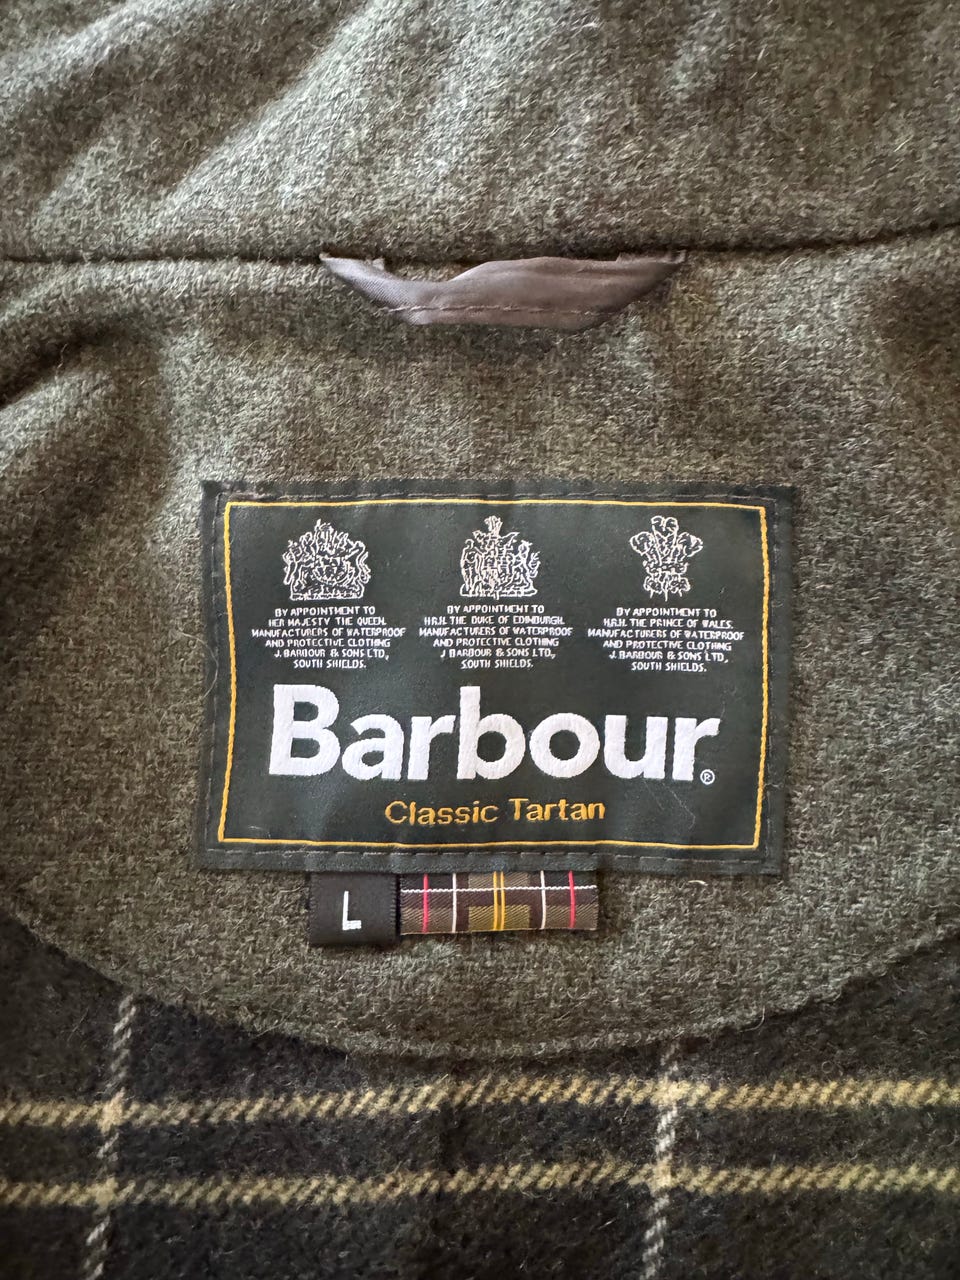 BY APPOINTMENT TO
HER MAJESTY THE QUEEN.
MANUFACTURERS OF WATERPROOF
AND PROTECTIVE CLOTHING
J.BARBOUR & SONS LTD.,
SOUTH SHIELDS.
BY APPOINTMENT TO
H.R.H. THE DUKE OF EDINBURGH.
MANUFACTURERS OF WATERPROOF
AND PROTECTIVE CLOTHING
J BARBOUR & SONS LTD.,
SOUTH SHIELDS.
BY APPOINTMENT TO
H.R.H. THE PRINCE OF WALES.
MANUFACTURERS OF WATERPROOF
AND PROTECTIVE CLOTHING
J.BARBOUR & SONS LTD.,
SOUTH SHIELDS.
Barbour®
Classic Tartan
L